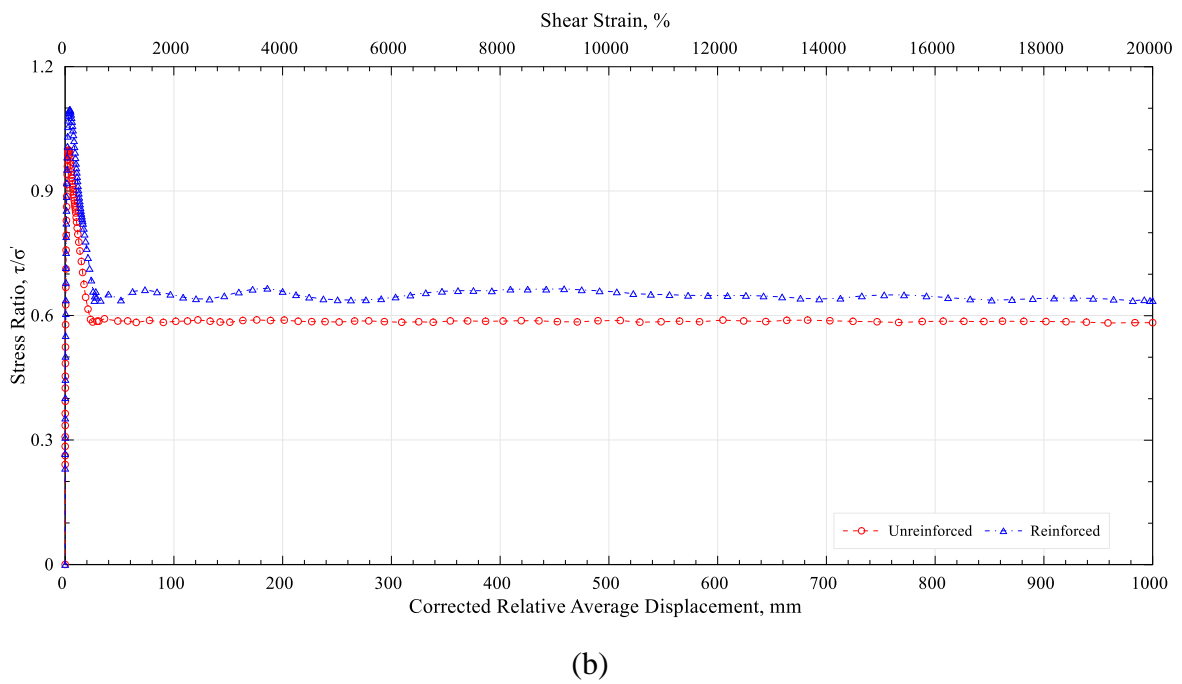 Shear Strain, %
0 2000 4000 6000 8000 10000 12000 14000 16000 18000 20000
1.2
0.9
0.6
0.3
0
Stress Ratio, τ/σ'
Unreinforced Reinforced
0 100 200 300 400 500 600 700 800 900 1000
Corrected Relative Average Displacement, mm
(b)